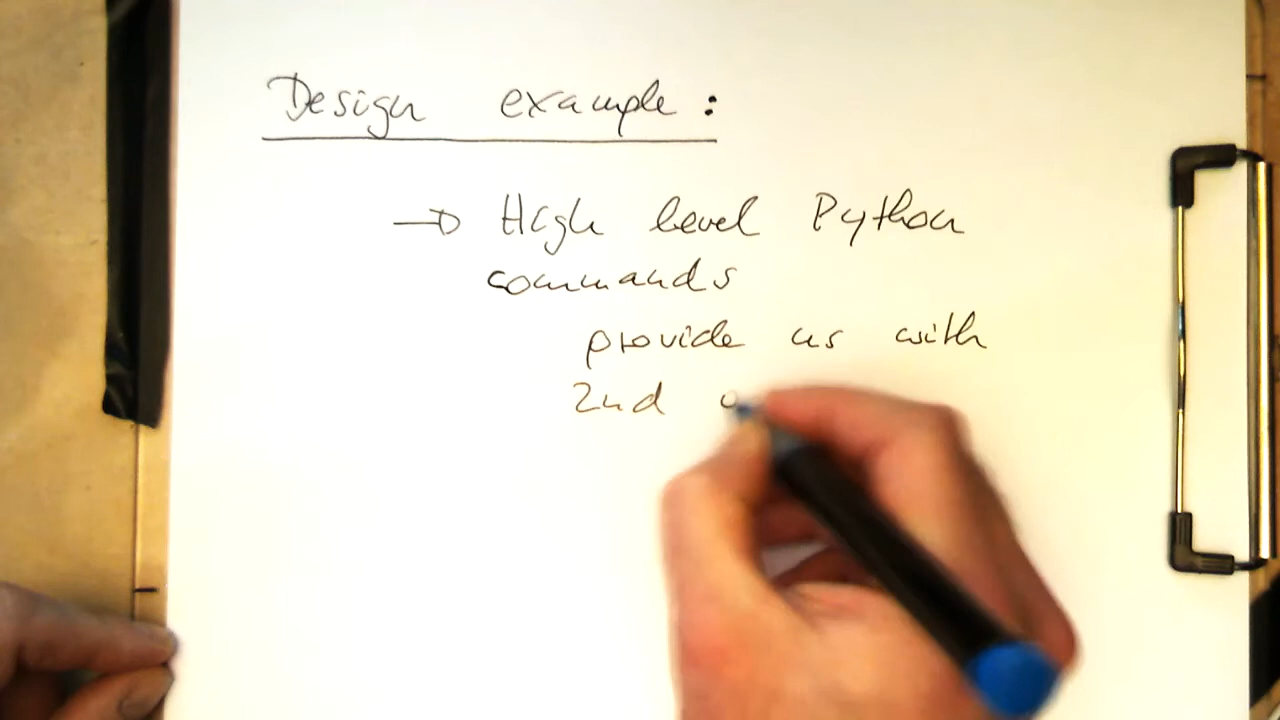 Design example:
→ High level Python
commands
provide us with
2nd o